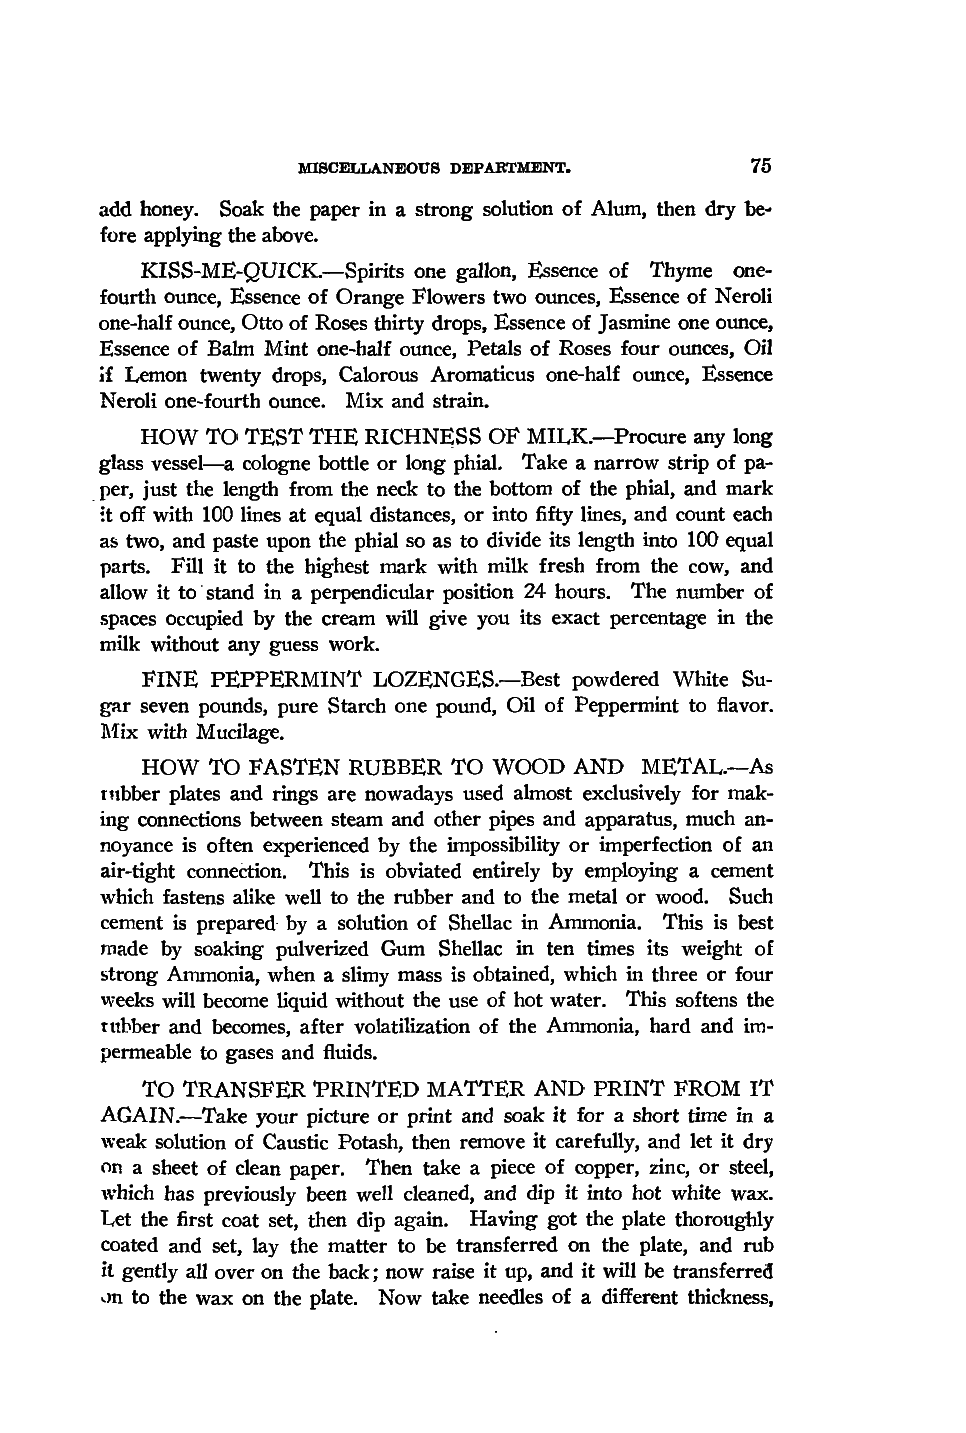 MISCELLANEOUS DEPARTMENT. 75
add honey. Soak the paper in a strong solution of Alum, then dry be-
fore applying the above.
KISS-ME-QUICK.—Spirits one gallon, Essence of Thyme one-
fourth ounce, Essence of Orange Flowers two ounces, Essence of Neroli
one-half ounce, Otto of Roses thirty drops, Essence of Jasmine one ounce,
Essence of Balm Mint one-half ounce, Petals of Roses four ounces, Oil
if Lemon twenty drops, Calorous Aromaticus one-half ounce, Essence
Neroli one-fourth ounce. Mix and strain.
HOW TO TEST THE RICHNESS OF MILK.—Procure any long
glass vessel—a cologne bottle or long phial. Take a narrow strip of pa-
per, just the length from the neck to the bottom of the phial, and mark
it off with 100 lines at equal distances, or into fifty lines, and count each
as two, and paste upon the phial so as to divide its length into 100 equal
parts. Fill it to the highest mark with milk fresh from the cow, and
allow it to stand in a perpendicular position 24 hours. The number of
spaces occupied by the cream will give you its exact percentage in the
milk without any guess work.
FINE PEPPERMINT LOZENGES.—Best powdered White Su-
gar seven pounds, pure Starch one pound, Oil of Peppermint to flavor.
Mix with Mucilage.
HOW TO FASTEN RUBBER TO WOOD AND METAL.—As
rubber plates and rings are nowadays used almost exclusively for mak-
ing connections between steam and other pipes and apparatus, much an-
noyance is often experienced by the impossibility or imperfection of an
air-tight connection. This is obviated entirely by employing a cement
which fastens alike well to the rubber and to the metal or wood. Such
cement is prepared by a solution of Shellac in Ammonia. This is best
made by soaking pulverized Gum Shellac in ten times its weight of
strong Ammonia, when a slimy mass is obtained, which in three or four
weeks will become liquid without the use of hot water. This softens the
rubber and becomes, after volatilization of the Ammonia, hard and im-
permeable to gases and fluids.
TO TRANSFER PRINTED MATTER AND PRINT FROM IT
AGAIN.—Take your picture or print and soak it for a short time in a
weak solution of Caustic Potash, then remove it carefully, and let it dry
on a sheet of clean paper. Then take a piece of copper, zinc, or steel,
which has previously been well cleaned, and dip it into hot white wax.
Let the first coat set, then dip again. Having got the plate thoroughly
coated and set, lay the matter to be transferred on the plate, and rub
it gently all over on the back; now raise it up, and it will be transferred
on to the wax on the plate. Now take needles of a different thickness,